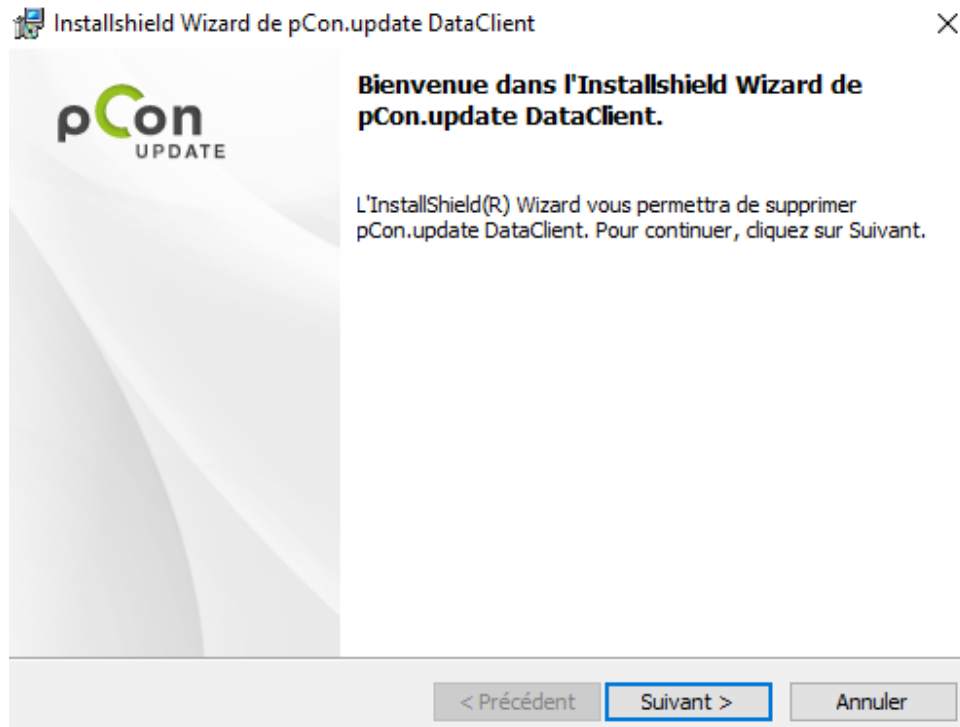 Installshield Wizard de pCon.update DataClient
pCon
UPDATE
Bienvenue dans l'Installshield Wizard de
pCon.update DataClient.
L'InstallShield(R) Wizard vous permettra de supprimer
pCon.update DataClient. Pour continuer, cliquez sur Suivant.
< Précédent
Suivant >
Annuler